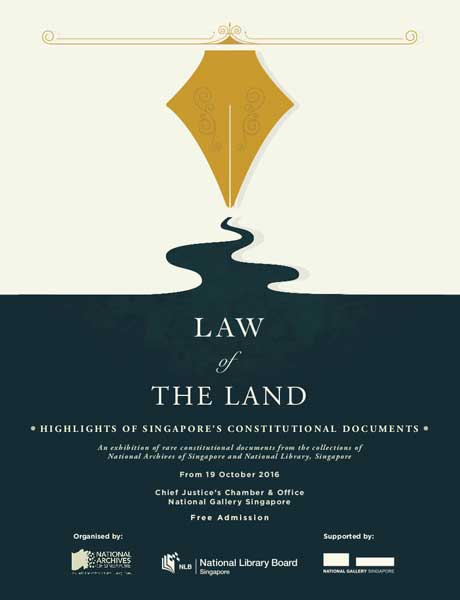 LAW
of
THE LAND
HIGHLIGHTS OF SINGAPORE'S CONSTITUTIONAL DOCUMENTS
An exhibition of rare constitutional documents from the collections of
National Archives of Singapore and National Library, Singapore
From 19 October 2016
Chief Justice's Chamber & Office
National Gallery Singapore
Free Admission
Organised by:
Supported by:
NATIONAL
ARCHIVES
OF SINGAPORE
NLB
National Library Board
Singapore
NATIONAL GALLERY SINGAPORE